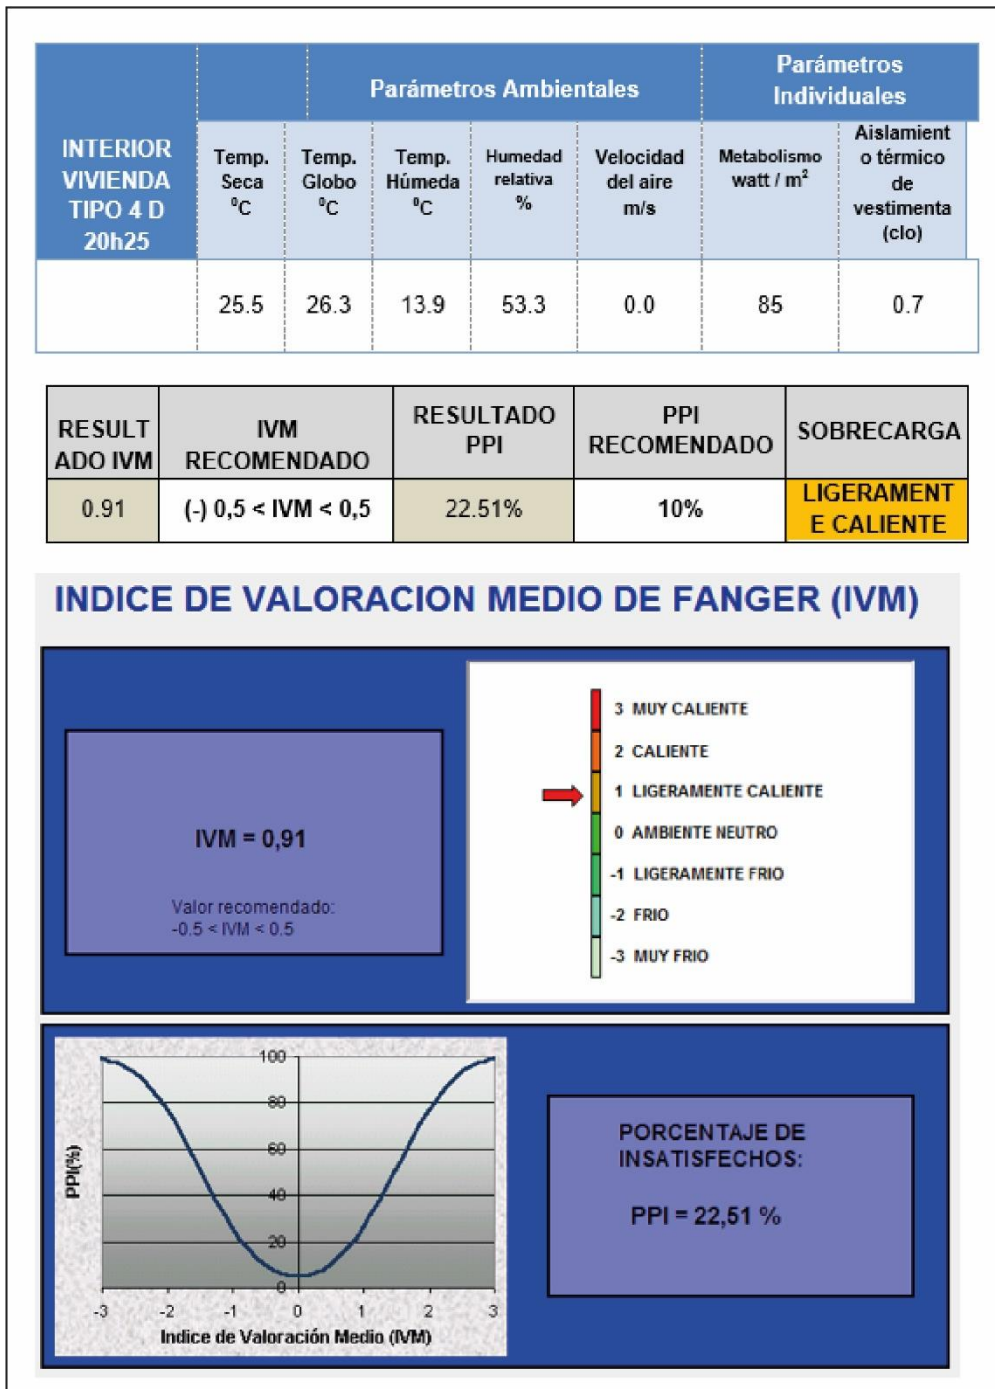 Parámetros Ambientales
Parámetros
Individuales
INTERIOR
VIVIENDA
TIPO 4 D
20h25
Temp.
Seca
⁰C
Temp.
Globo
⁰C
Temp.
Húmeda
⁰C
Humedad
relativa
%
Velocidad
del aire
m/s
Metabolismo
watt / m²
Aislamient
o térmico
de
vestimenta
(clo)
25.5 26.3 13.9 53.3 0.0 85 0.7
RESULT
ADO IVM
IVM
RECOMENDADO
RESULTADO
PPI
PPI
RECOMENDADO
SOBRECARGA
0.91 (-) 0,5 < IVM < 0,5 22.51% 10%
LIGERAMENT
E CALIENTE
INDICE DE VALORACION MEDIO DE FANGER (IVM)
IVM = 0,91
Valor recomendado:
-0.5 < IVM < 0.5
3 MUY CALIENTE
2 CALIENTE
1 LIGERAMENTE CALIENTE
0 AMBIENTE NEUTRO
-1 LIGERAMENTE FRIO
-2 FRIO
-3 MUY FRIO
PPI(%)
100
80
60
40
20
0
-3 -2 -1 0 1 2 3
Indice de Valoración Medio (IVM)
PORCENTAJE DE
INSATISFECHOS:
PPI = 22,51 %